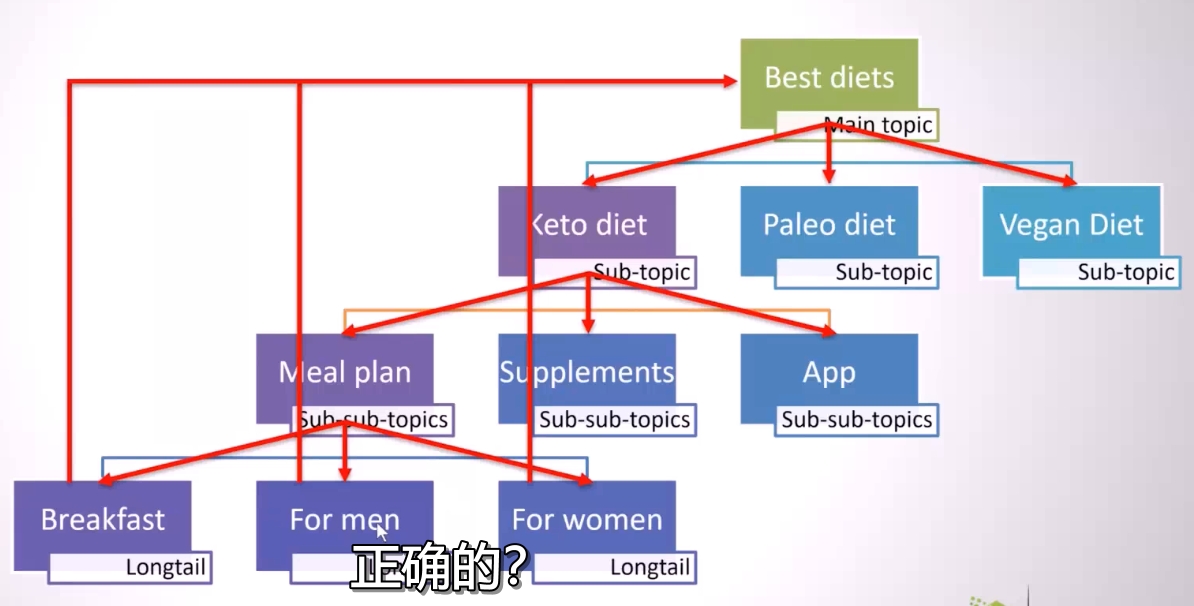 Best diets
Main topic
Keto diet
Sub-topic
Paleo diet
Sub-topic
Vegan Diet
Sub-topic
Meal plan
Sub-sub-topics
Supplements
Sub-sub-topics
App
Sub-sub-topics
Breakfast
Longtail
For men
For women
Longtail
正确的？